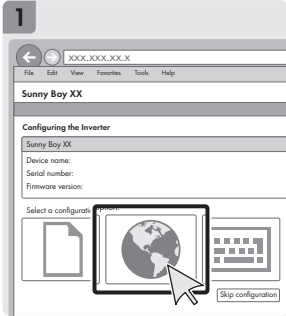 1
XXX.XXX.XX.X
File Edit View Favorites Tools Help
Sunny Boy XX
Configuring the Inverter
Sunny Boy XX
Device name:
Serial number:
Firmware version:
Select a configuration option:
Skip configuration